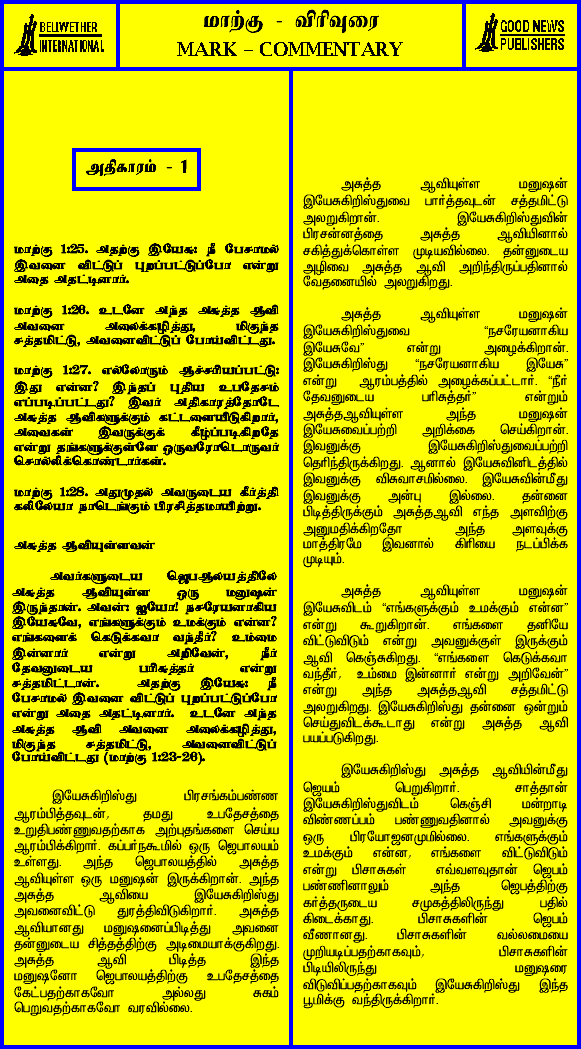 BELIWETHER
INTERNATIONAL
மாற்கு - விரிவுரை
MARK – COMMENTARY
GOOD NEWS
PUBLISHERS
அதிகாரம் - 1
மாற்கு 1:25. அதற்கு இயேசு: நீ பேசாமல்
இவனை விட்டுப் புறப்பட்டுப்போ என்று
அதை அதட்டினார்.
மாற்கு 1:26. உடனே அந்த அசுத்த ஆவி
அவனை அலைக்கழித்து, மிகுந்த
சத்தமிட்டு, அவனைவிட்டுப் போய்விட்டது.
மாற்கு 1:27. எல்லோரும் ஆச்சரியப்பட்டு:
இது என்ன? இந்தப் புதிய உபதேசம்
எப்படிப்பட்டது? இவர் அதிகாரத்தோடே
அசுத்த ஆவிகளுக்கும் கட்டளையிடுகிறார்,
அவைகள் இவருக்குக் கீழ்ப்படிகிறதே
என்று தங்களுக்குள்ளே ஒருவரோடொருவர்
சொல்லிக்கொண்டார்கள்.
மாற்கு 1:28. அதுமுதல் அவருடைய கீர்த்தி
கலிலேயா நாடெங்கும் பிரசித்தமாயிற்று.
அசுத்த ஆவியுள்ளவன்
அவர்களுடைய ஜெபஆலயத்திலே
அசுத்த ஆவியுள்ள ஒரு மனுஷன்
இருந்தான். அவன்: ஐயோ! நசரேயனாகிய
இயேசுவே, எங்களுக்கும் உமக்கும் என்ன?
எங்களைக் கெடுக்கவா வந்தீர்? உம்மை
இன்னார் என்று அறிவேன், நீர்
தேவனுடைய பரிசுத்தர் என்று
சத்தமிட்டான். அதற்கு இயேசு: நீ
பேசாமல் இவனை விட்டுப் புறப்பட்டுப்போ
என்று அதை அதட்டினார். உடனே அந்த
அசுத்த ஆவி அவனை அலைக்கழித்து,
மிகுந்த சத்தமிட்டு, அவனைவிட்டுப்
போய்விட்டது (மாற்கு 1:23-26).
இயேசுகிறிஸ்து பிரசங்கம்பண்ண
ஆரம்பித்தவுடன், தமது உபதேசத்தை
உறுதிபண்ணுவதற்காக அற்புதங்களை செய்ய
ஆரம்பிக்கிறார். கப்பர்நகூமில் ஒரு ஜெபாலயம்
உள்ளது. அந்த ஜெபாலயத்தில் அசுத்த
ஆவியுள்ள ஒரு மனுஷன் இருக்கிறான். அந்த
அசுத்த ஆவியை இயேசுகிறிஸ்து
அவனைவிட்டு துரத்திவிடுகிறார். அசுத்த
ஆவியானது மனுஷனைப்பிடித்து அவனை
தன்னுடைய சித்தத்திற்கு அடிமையாக்குகிறது.
அசுத்த ஆவி பிடித்த இந்த
மனுஷனோ ஜெபாலயத்திற்கு உபதேசத்தை
கேட்பதற்காகவோ அல்லது சுகம்
பெறுவதற்காகவோ வரவில்லை.
அசுத்த ஆவியுள்ள மனுஷன்
இயேசுகிறிஸ்துவை பார்த்தவுடன் சத்தமிட்டு
அலறுகிறான். இயேசுகிறிஸ்துவின்
பிரசன்னத்தை அசுத்த ஆவியினால்
சகித்துக்கொள்ள முடியவில்லை. தன்னுடைய
அழிவை அசுத்த ஆவி அறிந்திருப்பதினால்
வேதனையில் அலறுகிறது.
அசுத்த ஆவியுள்ள மனுஷன்
இயேசுகிறிஸ்துவை “நசரேயனாகிய
இயேசுவே” என்று அழைக்கிறான்.
இயேசுகிறிஸ்து “நசரேயனாகிய இயேசு”
என்று ஆரம்பத்தில் அழைக்கப்பட்டார். “நீர்
தேவனுடைய பரிசுத்தர்” என்றும்
அசுத்தஆவியுள்ள அந்த மனுஷன்
இயேசுவைப்பற்றி அறிக்கை செய்கிறான்.
இவனுக்கு இயேசுகிறிஸ்துவைப்பற்றி
தெரிந்திருக்கிறது. ஆனால் இயேசுவினிடத்தில்
இவனுக்கு விசுவாசமில்லை. இயேசுவின்மீது
இவனுக்கு அன்பு இல்லை. தன்னை
பிடித்திருக்கும் அசுத்தஆவி எந்த அளவிற்கு
அனுமதிக்கிறதோ அந்த அளவுக்கு
மாத்திரமே இவனால் கிரியை நடப்பிக்க
முடியும்.
அசுத்த ஆவியுள்ள மனுஷன்
இயேசுவிடம் “எங்களுக்கும் உமக்கும் என்ன”
என்று கூறுகிறான். எங்களை தனியே
விட்டுவிடும் என்று அவனுக்குள் இருக்கும்
ஆவி கெஞ்சுகிறது. “எங்களை கெடுக்கவா
வந்தீர், உம்மை இன்னார் என்று அறிவேன்”
என்று அந்த அசுத்தஆவி சத்தமிட்டு
அலறுகிறது. இயேசுகிறிஸ்து தன்னை ஒன்றும்
செய்துவிடக்கூடாது என்று அசுத்த ஆவி
பயப்படுகிறது.
இயேசுகிறிஸ்து அசுத்த ஆவியின்மீது
ஜெயம் பெறுகிறார். சாத்தான்
இயேசுகிறிஸ்துவிடம் கெஞ்சி மன்றாடி
விண்ணப்பம் பண்ணுவதினால் அவனுக்கு
ஒரு பிரயோஜனமுமில்லை. எங்களுக்கும்
உமக்கும் என்ன, எங்களை விட்டுவிடும்
என்று பிசாசுகள் எவ்வளவுதான் ஜெபம்
பண்ணினாலும் அந்த ஜெபத்திற்கு
கர்த்தருடைய சமுகத்திலிருந்து பதில்
கிடைக்காது. பிசாசுகளின் ஜெபம்
வீணானது. பிசாசுகளின் வல்லமையை
முறியடிப்பதற்காகவும், பிசாசுகளின்
பிடியிலிருந்து மனுஷரை
விடுவிப்பதற்காகவும் இயேசுகிறிஸ்து இந்த
பூமிக்கு வந்திருக்கிறார்.